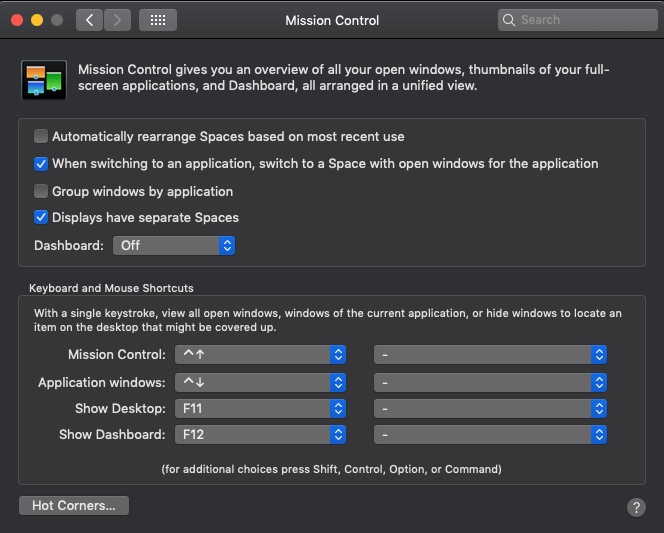 Mission Control
Search
Mission Control gives you an overview of all your open windows, thumbnails of your full-
screen applications, and Dashboard, all arranged in a unified view.
Automatically rearrange Spaces based on most recent use
When switching to an application, switch to a Space with open windows for the application
Group windows by application
Displays have separate Spaces
Dashboard: Off
Keyboard and Mouse Shortcuts
With a single keystroke, view all open windows, windows of the current application, or hide windows to locate an
item on the desktop that might be covered up.
Mission Control: ^↑ -
Application windows: ^↓ -
Show Desktop: F11 -
Show Dashboard: F12 -
(for additional choices press Shift, Control, Option, or Command)
Hot Corners... ?